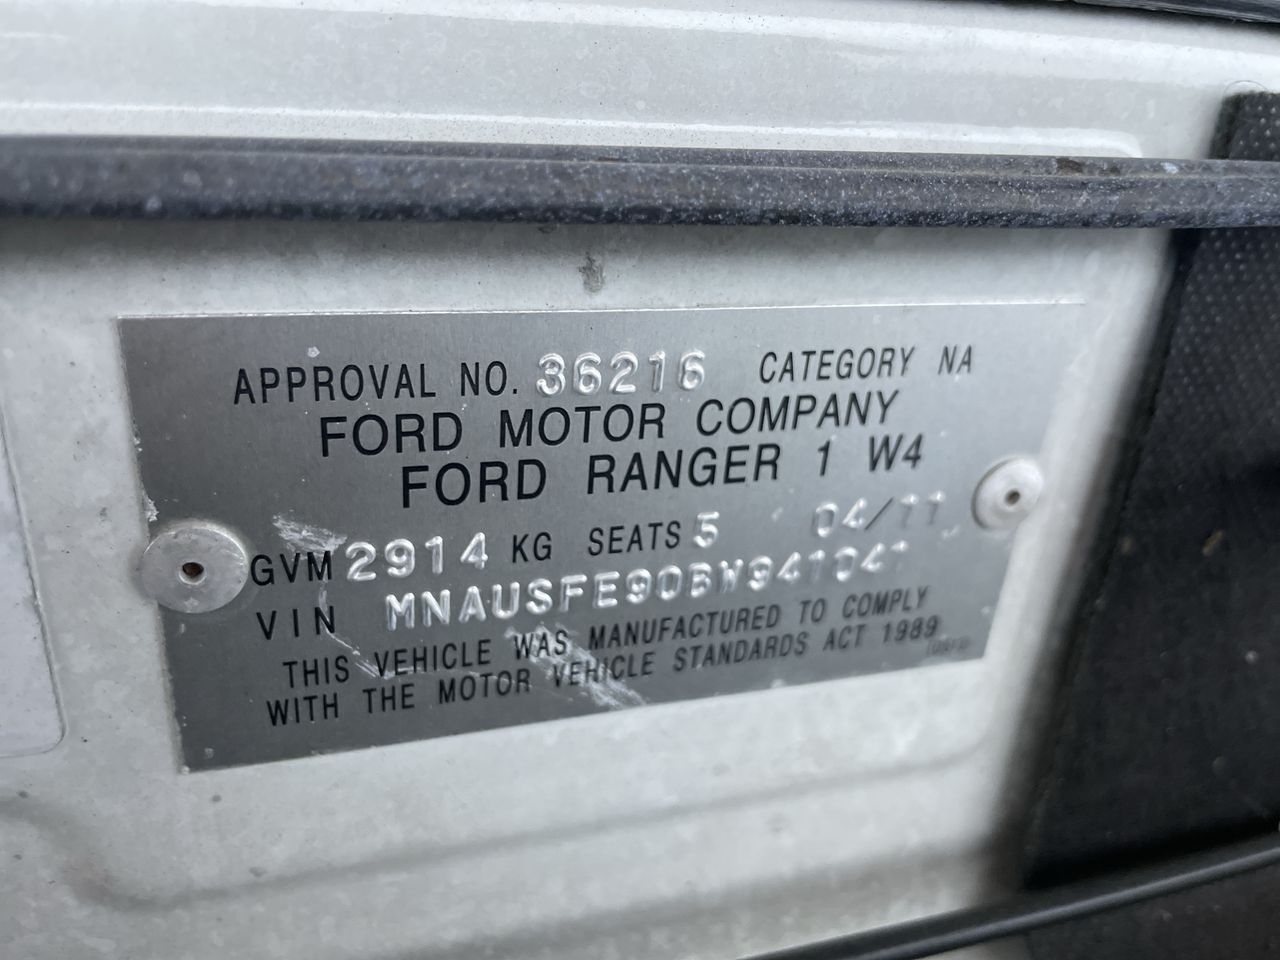 APPROVAL NO. 36216 CATEGORY NA
FORD MOTOR COMPANY
FORD RANGER 1 W4
GVM 2914 KG SEATS 5 04/11
VIN MNAUSFE90BW941041
THIS VEHICLE WAS MANUFACTURED TO COMPLY
WITH THE MOTOR VEHICLE STANDARDS ACT 1989